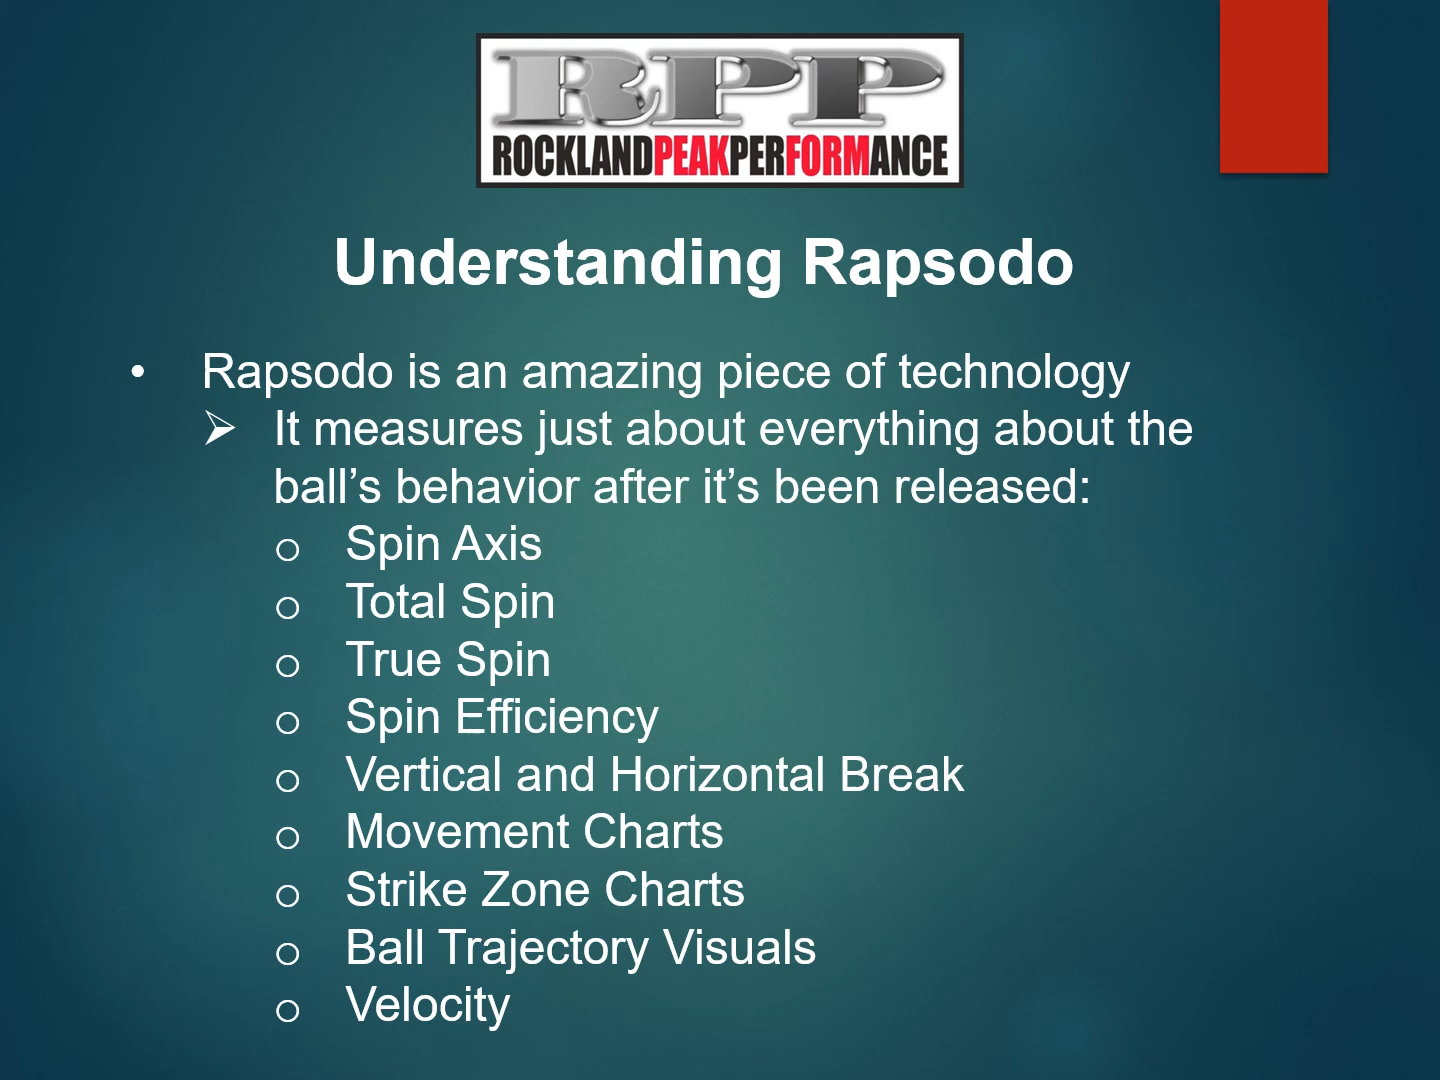 RPP
ROCKLANDPEAKPERFORMANCE
Understanding Rapsodo
• Rapsodo is an amazing piece of technology
➢ It measures just about everything about the
ball’s behavior after it’s been released:
o Spin Axis
o Total Spin
o True Spin
o Spin Efficiency
o Vertical and Horizontal Break
o Movement Charts
o Strike Zone Charts
o Ball Trajectory Visuals
o Velocity